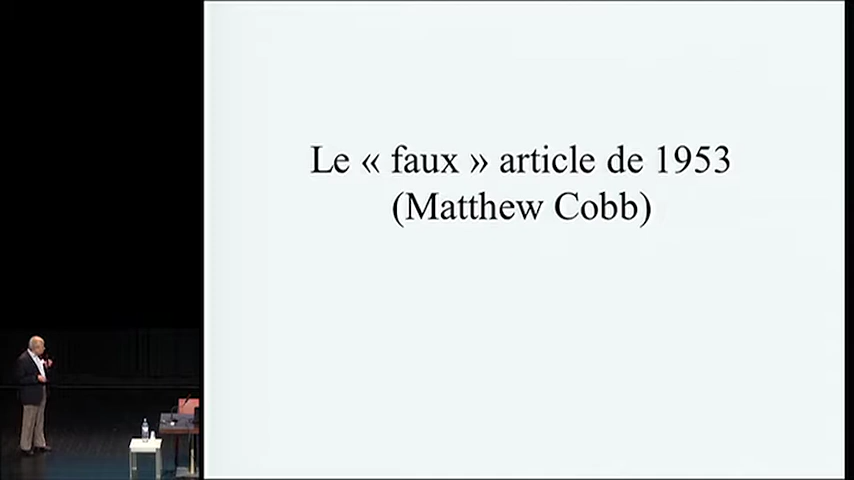 Le « faux » article de 1953
(Matthew Cobb)